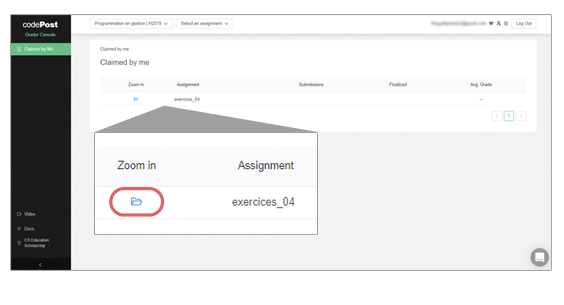 codePost
Grader Console
Claimed by Me
Video
Docs
CS Education
Scholarship
Programmation en gestion | H2019
Select an assignment
Log Out
Claimed by me
Claimed by me
Zoom in Assignment Submissions Finalized Avg. Grade
exercices_04 -
< 1 >
Zoom in Assignment
exercices_04